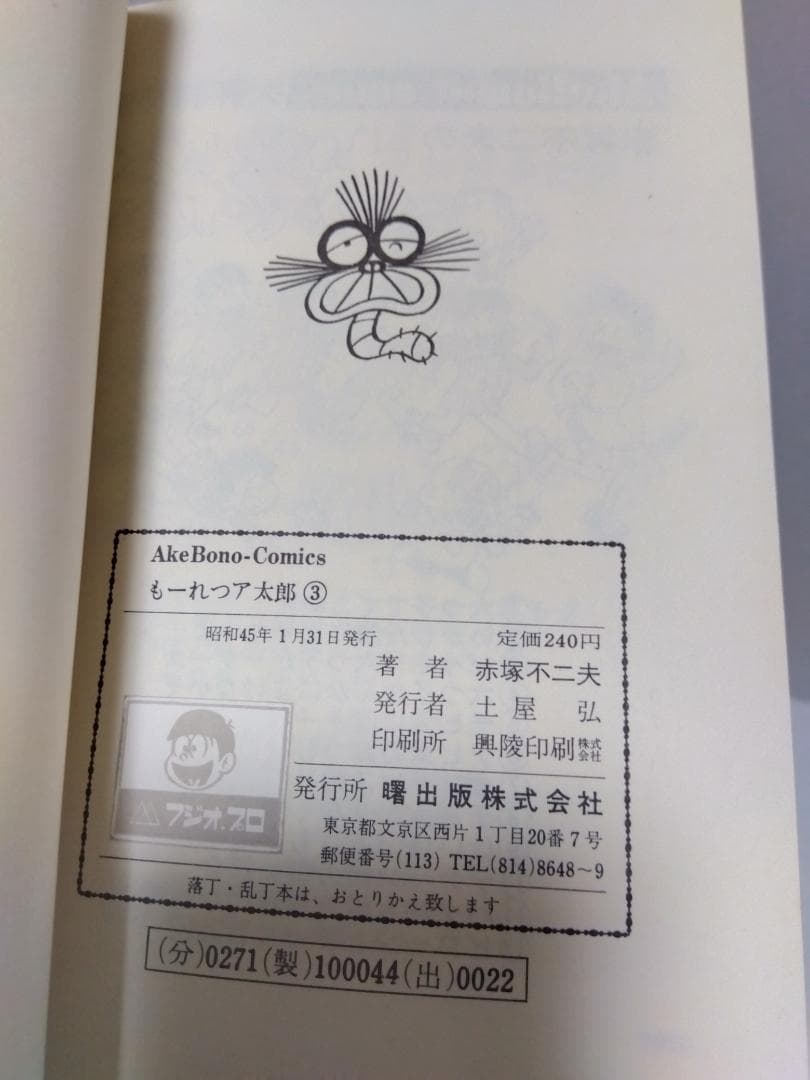 AkeBono-Comics
もーれつア太郎 ③
昭和45年1月31日発行 定価240円
著者 赤塚不二夫
発行者 土屋 弘
印刷所 興陵印刷株式会社
フジオ・プロ
発行所 曙出版株式会社
東京都文京区西片1丁目20番7号
郵便番号(113) TEL(814)8648～9
落丁・乱丁本は、おとりかえ致します
(分)0271(製)100044(出)0022